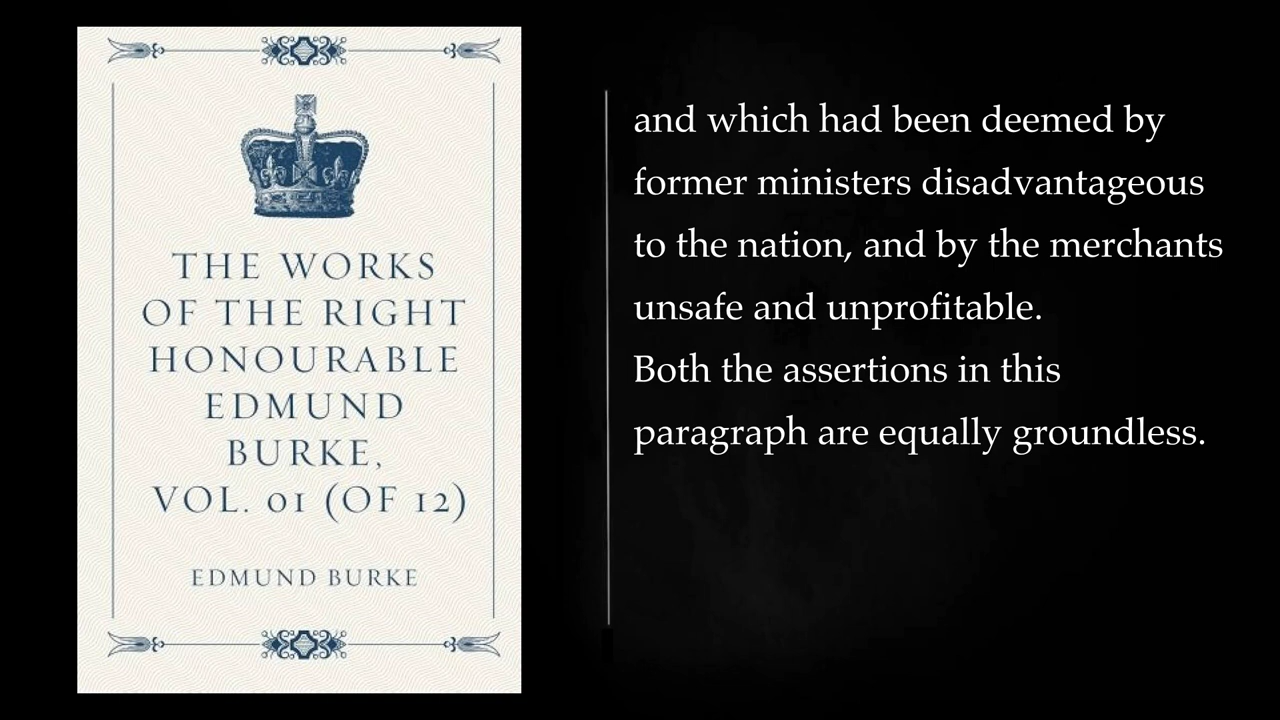 THE WORKS
OF THE RIGHT
HONOURABLE
EDMUND
BURKE,
VOL. 01 (OF 12)
EDMUND BURKE
and which had been deemed by
former ministers disadvantageous
to the nation, and by the merchants
unsafe and unprofitable.
Both the assertions in this
paragraph are equally groundless.